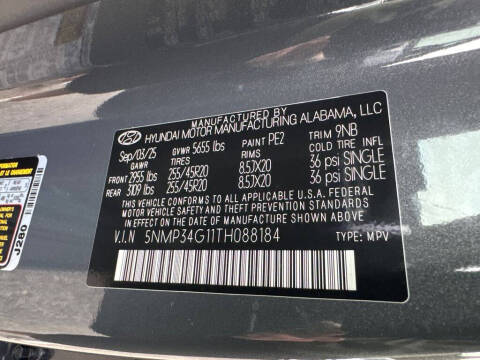 MANUFACTURED BY
HYUNDAI MOTOR MANUFACTURING ALABAMA, LLC
Sep/03/25 GVWR 5655 lbs PAINT PE2 TRIM 9NB
GAWR TIRES RIMS COLD TIRE INFL
FRONT 2955 lbs 255/45R20 8.5JX20 36 psi SINGLE
REAR 3109 lbs 255/45R20 8.5JX20 36 psi SINGLE
THIS VEHICLE CONFORMS TO ALL APPLICABLE U.S.A. FEDERAL
MOTOR VEHICLE SAFETY, BUMPER, AND THEFT PREVENTION STANDARDS
IN EFFECT ON THE DATE OF MANUFACTURE SHOWN ABOVE.
V.I.N 5NMP34G11TH088184 TYPE: MPV
J280